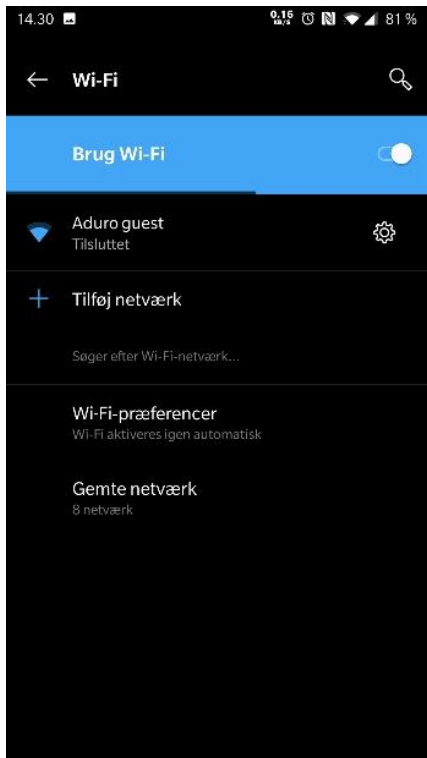 14.30 0.16 KB/S 81 %
Wi-Fi
Brug Wi-Fi
Aduro guest
Tilsluttet
Tilføj netværk
Søger efter Wi-Fi-netværk...
Wi-Fi-præferencer
Wi-Fi aktiveres igen automatisk
Gemte netværk
8 netværk